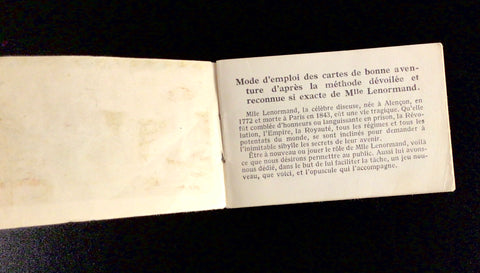 Mode d'emploi des cartes de bonne aven-
ture d'après la méthode dévoilée et
reconnue si exacte de Mlle Lenormand.
Mlle Lenormand, la célèbre diseuse, née à Alençon, en
1772 et morte à Paris en 1843, eût une vie tragique. Qu'elle
fût comblée d'honneurs ou languissante en prison, la Révo-
lution, l'Empire, la Royauté, tous les régimes et tous les
potentats du monde, se sont inclinés pour demander à
l'inimitable sibylle les secrets de leur avenir.
Être à nouveau ou jouer le rôle de Mlle Lenormand, voilà
ce que nous désirons permettre au public. Aussi lui avons-
nous dédié, dans le but de lui faciliter la tâche, un jeu nou-
veau, que voici, et l'opuscule qui l'accompagne.